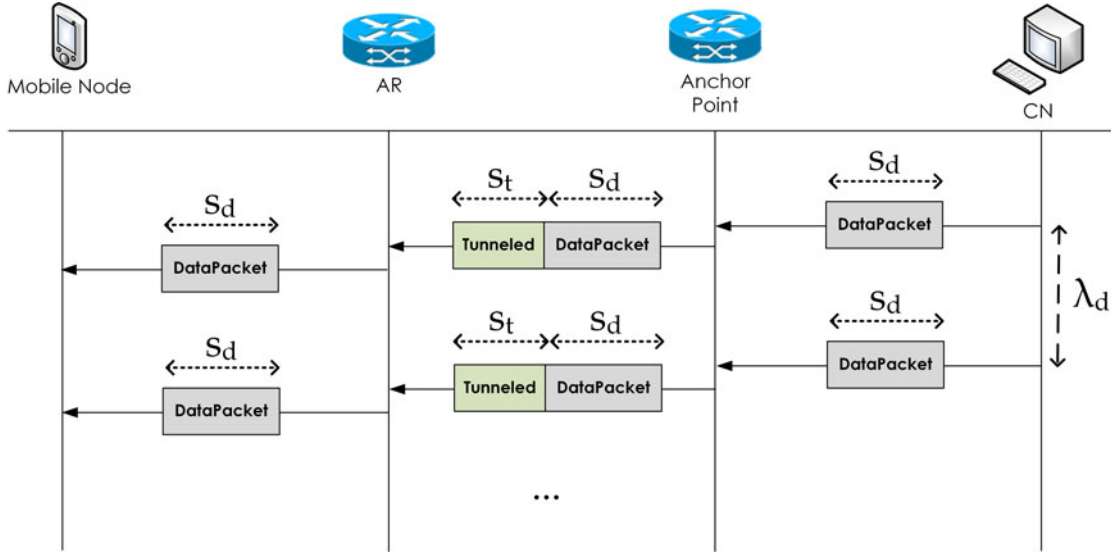 Mobile Node
AR
Anchor
Point
CN
Sd
St Sd
Sd
DataPacket
Tunneled DataPacket
DataPacket
λd
Sd
St Sd
Sd
DataPacket
Tunneled DataPacket
DataPacket
...